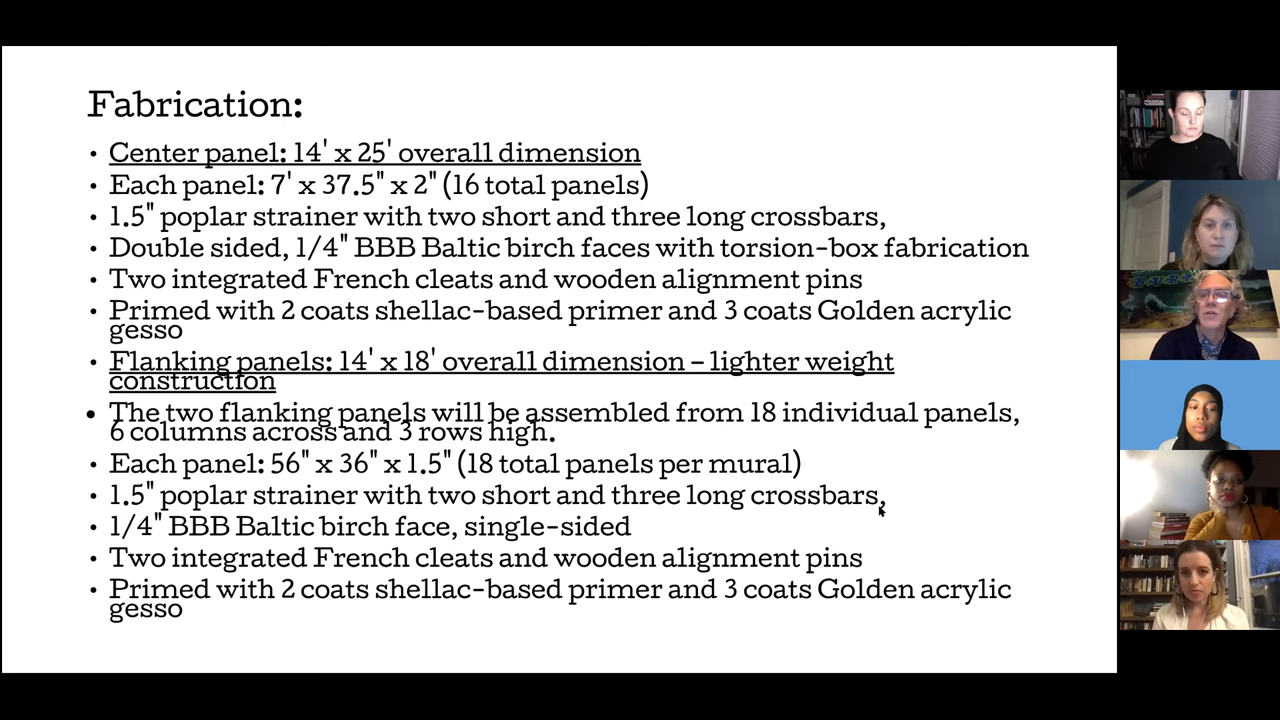 Fabrication:
• Center panel: 14' x 25' overall dimension
• Each panel: 7' x 37.5" x 2" (16 total panels)
• 1.5" poplar strainer with two short and three long crossbars,
• Double sided, 1/4" BBB Baltic birch faces with torsion-box fabrication
• Two integrated French cleats and wooden alignment pins
• Primed with 2 coats shellac-based primer and 3 coats Golden acrylic
gesso
• Flanking panels: 14' x 18' overall dimension – lighter weight
construction
• The two flanking panels will be assembled from 18 individual panels,
6 columns across and 3 rows high.
• Each panel: 56" x 36" x 1.5" (18 total panels per mural)
• 1.5" poplar strainer with two short and three long crossbars,
• 1/4" BBB Baltic birch face, single-sided
• Two integrated French cleats and wooden alignment pins
• Primed with 2 coats shellac-based primer and 3 coats Golden acrylic
gesso